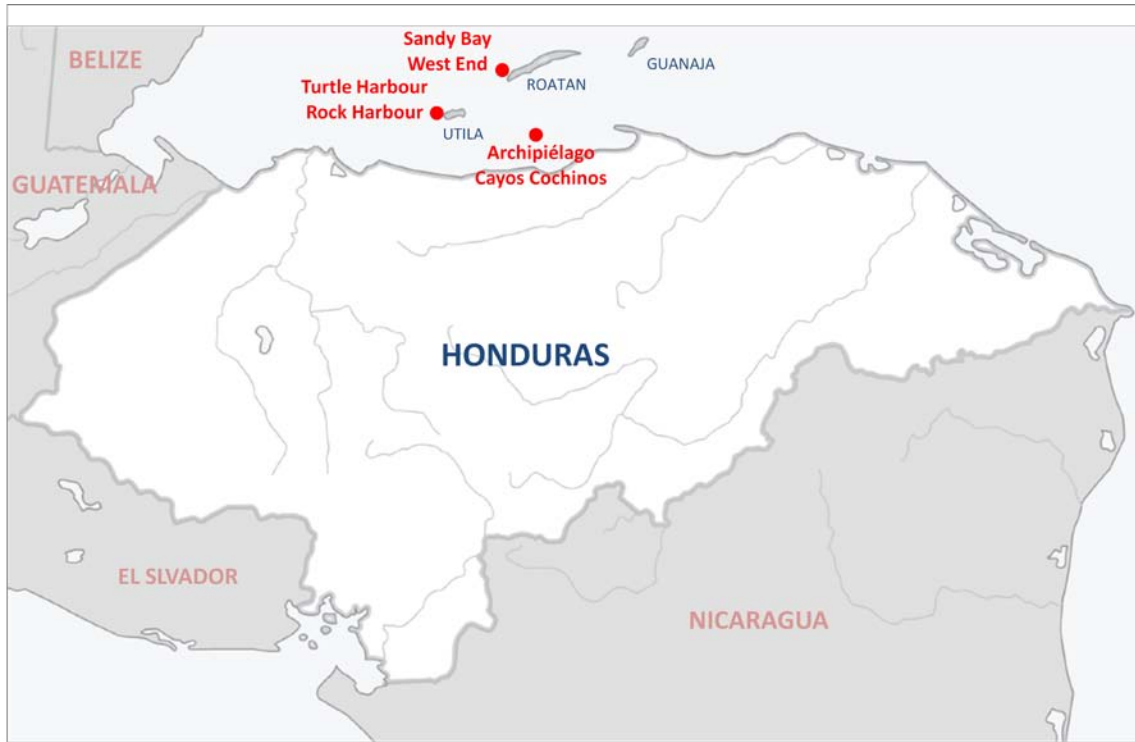 BELIZE
Sandy Bay
West End
GUANAJA
ROATAN
Turtle Harbour
Rock Harbour
UTILA
Archipiélago
Cayos Cochinos
GUATEMALA
HONDURAS
EL SLVADOR
NICARAGUA